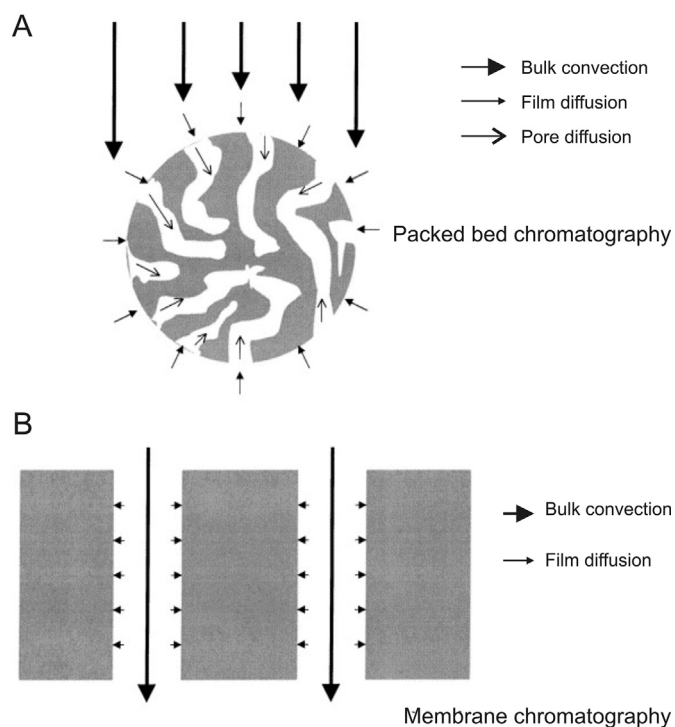 A
Bulk convection
Film diffusion
Pore diffusion
Packed bed chromatography
B
Bulk convection
Film diffusion
Membrane chromatography